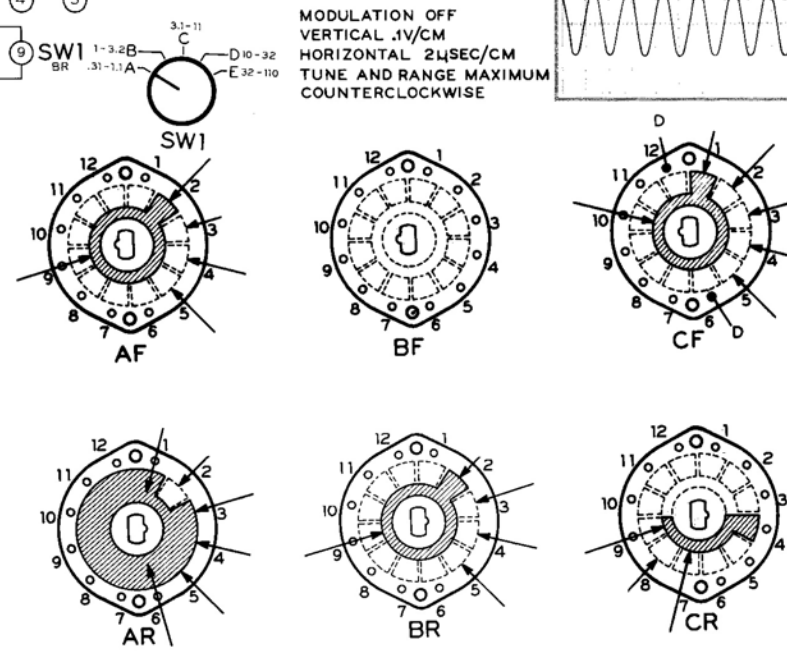 4
5
9 SW1
BR
1-3.2 B
.31-1.1 A
3.1-11
C
D 10-32
E 32-110
SW1
MODULATION OFF
VERTICAL .1V/CM
HORIZONTAL 2µSEC/CM
TUNE AND RANGE MAXIMUM
COUNTERCLOCKWISE
12 1 2 3 4 5 6 7 8 9 10 11
AF
12 1 2 3 4 5 6 7 8 9 10 11
BF
D
12 1 2 3 4 5 6 7 8 9 10 11
D
CF
12 1 2 3 4 5 6 7 8 9 10 11
AR
12 1 2 3 4 5 6 7 8 9 10 11
BR
12 1 2 3 4 5 6 7 8 9 10 11
CR